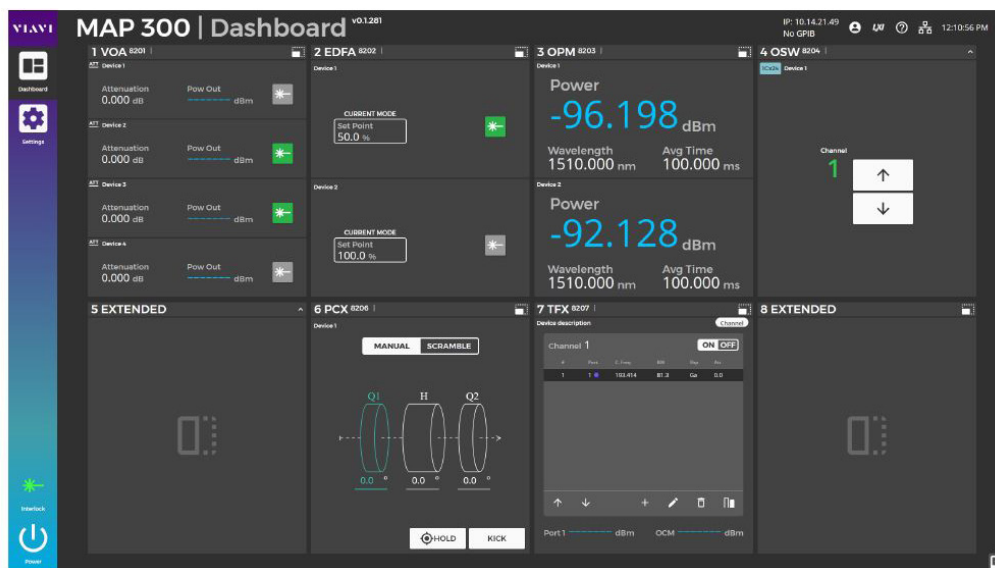 VIAVI
MAP 300 | Dashboard v0.1.281
IP: 10.14.21.49
No GPIB
LXI
12:10:56 PM
Dashboard
Settings
Interlock
Power
1 VOA 8201 |
ATT Device 1
Attenuation
0.000 dB
Pow Out
------- dBm
ATT Device 2
Attenuation
0.000 dB
Pow Out
------- dBm
ATT Device 3
Attenuation
0.000 dB
Pow Out
------- dBm
ATT Device 4
Attenuation
0.000 dB
Pow Out
------- dBm
2 EDFA 8202 |
Device 1
CURRENT MODE
Set Point
50.0 %
Device 2
CURRENT MODE
Set Point
100.0 %
3 OPM 8203 |
Device 1
Power
-96.198 dBm
Wavelength
1510.000 nm
Avg Time
100.000 ms
Device 2
Power
-92.128 dBm
Wavelength
1510.000 nm
Avg Time
100.000 ms
4 OSW 8204 |
Device 1
Channel
1
5 EXTENDED
6 PCX 8206 |
Device 1
MANUAL SCRAMBLE
Q1 H Q2
0.0 ° 0.0 ° 0.0 °
HOLD KICK
7 TFX 8207 |
Device description
Channel
Channel 1
ON OFF
1 1 193.414 81.3 Ga 0.0
Port 1 ------- dBm OCM ------- dBm
8 EXTENDED